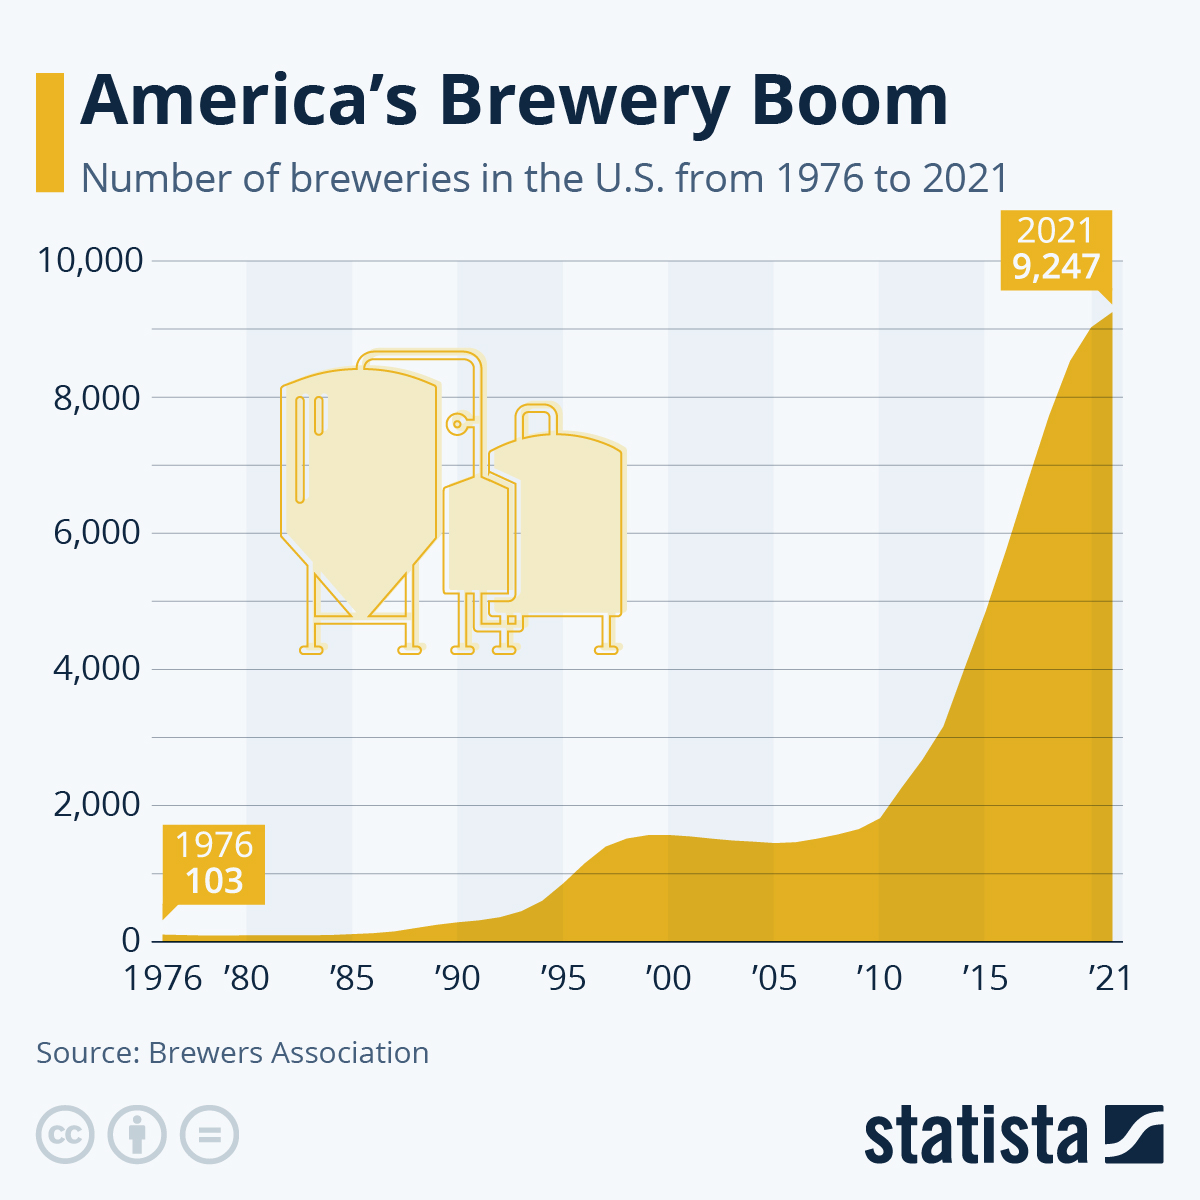 America’s Brewery Boom
Number of breweries in the U.S. from 1976 to 2021
2021
9,247
10,000
8,000
6,000
4,000
2,000
0
1976
103
1976 ’80 ’85 ’90 ’95 ’00 ’05 ’10 ’15 ’21
Source: Brewers Association
cc
statista